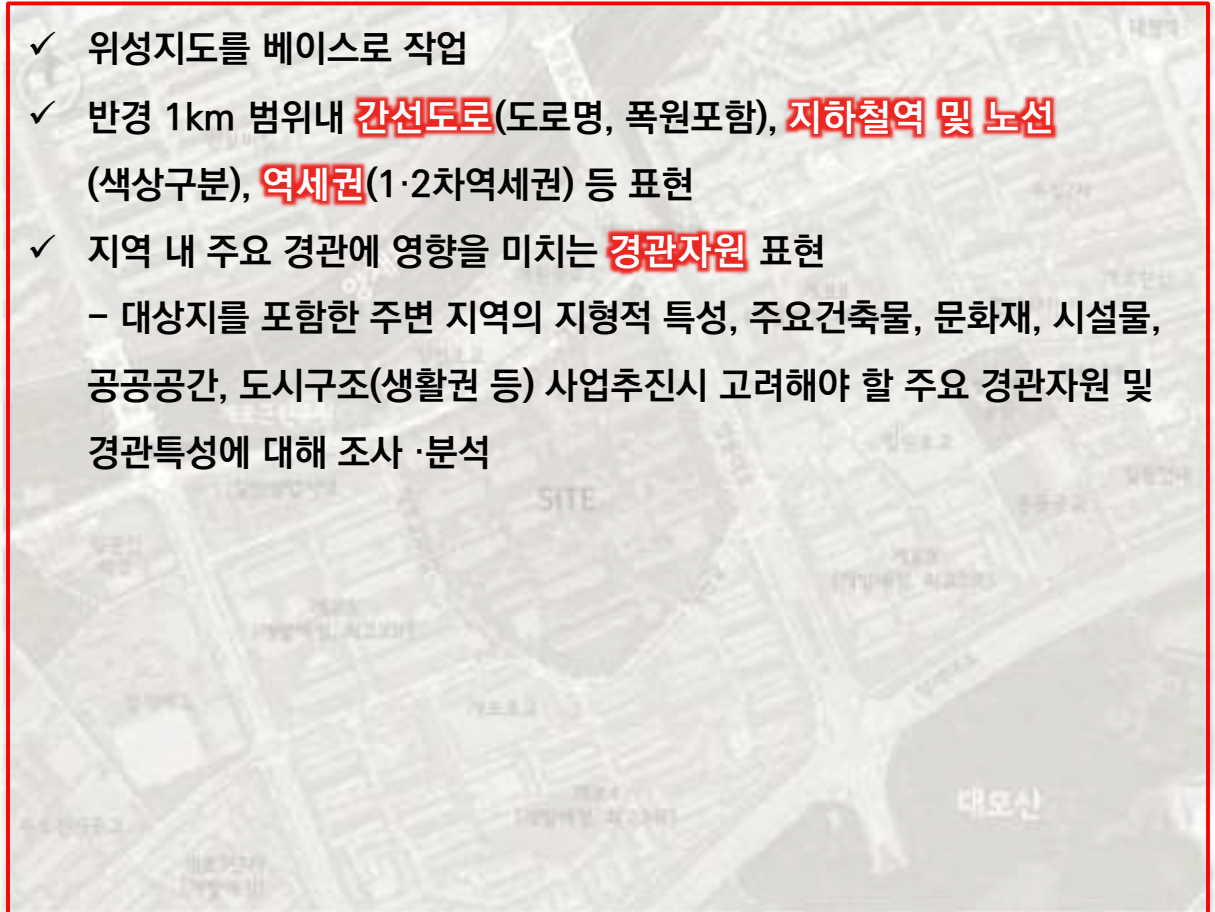 ✓ 위성지도를 베이스로 작업
✓ 반경 1km 범위내 간선도로(도로명, 폭원포함), 지하철역 및 노선
(색상구분), 역세권(1·2차역세권) 등 표현
✓ 지역 내 주요 경관에 영향을 미치는 경관자원 표현
- 대상지를 포함한 주변 지역의 지형적 특성, 주요건축물, 문화재, 시설물,
공공공간, 도시구조(생활권 등) 사업추진시 고려해야 할 주요 경관자원 및
경관특성에 대해 조사 ·분석
SITE
대모산